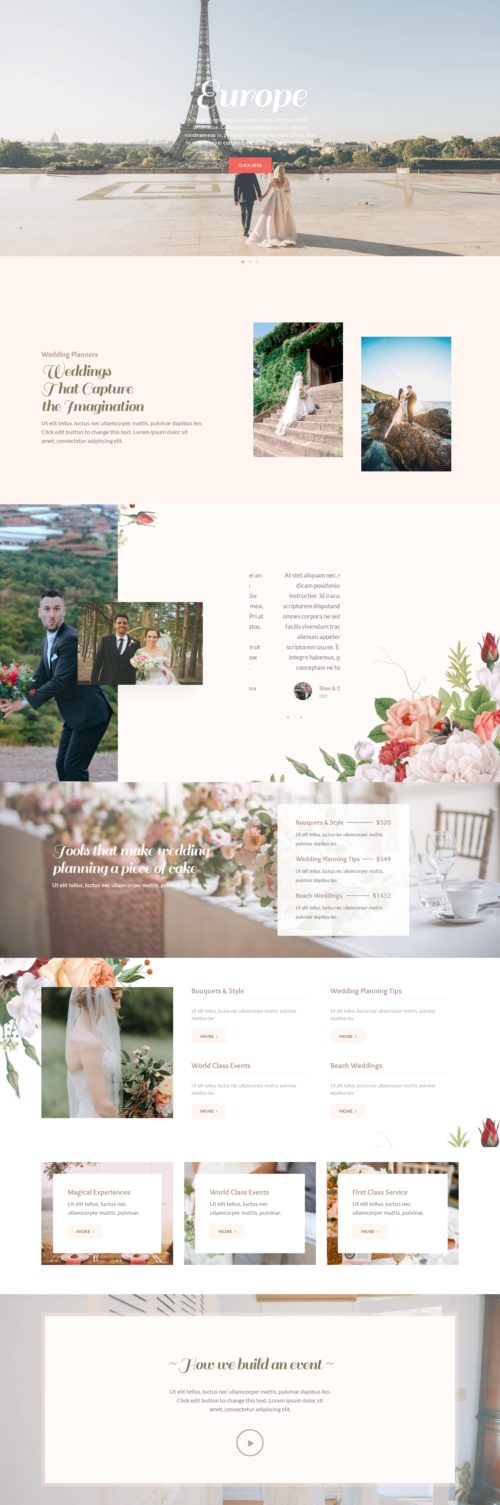 Europe
CLICK HERE
Wedding Planners
Weddings
That Capture
the Imagination
Ut elit tellus, luctus nec ullamcorper mattis, pulvinar dapibus leo.
Click edit button to change this text. Lorem ipsum dolor sit
amet, consectetur adipiscing elit.
ei an
dia
mea,
Pri at
atos,
m ut
sse
.
ina
At stet aliquam nec, r
dicam posidoniu
instructior. Id iracu
scriptorem disputand
omnes corpora ne sed
facilis vivendum trac
alienum appeter
scriptorem usu ex. E
integre habemus, p
conceptam ne ha
Shae & D
CEO
Tools that make wedding
planning a piece of cake
Ut elit tellus, luctus nec ullamcorper mattis, pulvinar dapibus leo.
Bouquets & Style $520
Ut elit tellus, luctus nec ullamcorper mattis,
pulvinar dapibus leo.
Wedding Planning Tips $549
Ut elit tellus, luctus nec ullamcorper mattis,
pulvinar dapibus leo.
Beach Weddings $1432
Ut elit tellus, luctus nec ullamcorper mattis,
pulvinar dapibus leo.
Bouquets & Style
Ut elit tellus, luctus nec ullamcorper mattis, pulvinar
dapibus leo.
MORE ›
Wedding Planning Tips
Ut elit tellus, luctus nec ullamcorper mattis, pulvinar
dapibus leo.
MORE ›
World Class Events
Ut elit tellus, luctus nec ullamcorper mattis, pulvinar
dapibus leo.
MORE ›
Beach Weddings
Ut elit tellus, luctus nec ullamcorper mattis, pulvinar
dapibus leo.
MORE ›
Magical Experiences
Ut elit tellus, luctus nec
ullamcorper mattis, pulvinar.
MORE ›
World Class Events
Ut elit tellus, luctus nec
ullamcorper mattis, pulvinar.
MORE ›
First Class Service
Ut elit tellus, luctus nec
ullamcorper mattis, pulvinar.
MORE ›
~ How we build an event ~
Ut elit tellus, luctus nec ullamcorper mattis, pulvinar dapibus leo.
Click edit button to change this text. Lorem ipsum dolor sit
amet, consectetur adipiscing elit.